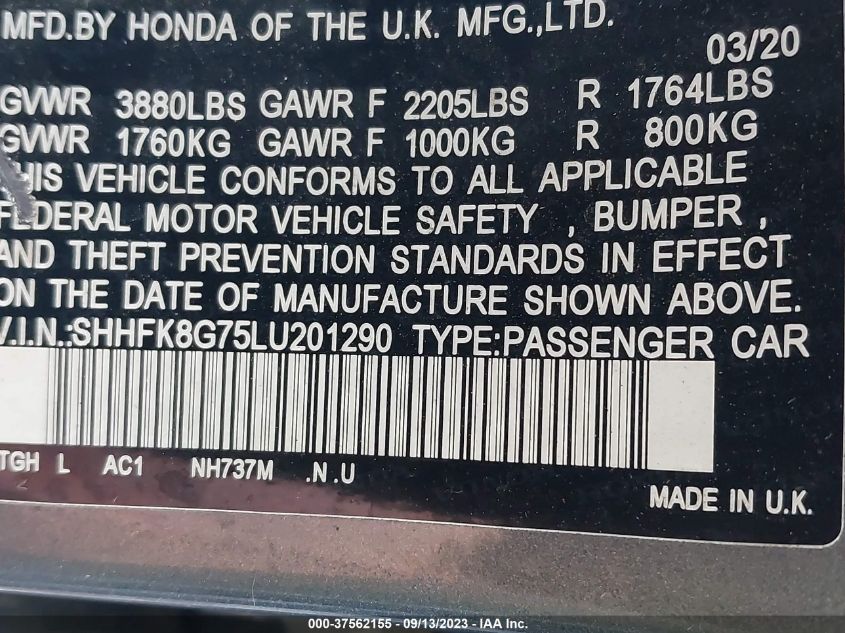 MFD.BY HONDA OF THE U.K. MFG.,LTD.
03/20
GVWR 3880LBS GAWR F 2205LBS R 1764LBS
GVWR 1760KG GAWR F 1000KG R 800KG
THIS VEHICLE CONFORMS TO ALL APPLICABLE
FEDERAL MOTOR VEHICLE SAFETY , BUMPER ,
AND THEFT PREVENTION STANDARDS IN EFFECT
ON THE DATE OF MANUFACTURE SHOWN ABOVE.
V.I.N.:SHHFK8G75LU201290 TYPE:PASSENGER CAR
TGH L AC1 NH737M .N.U
MADE IN U.K.
000-37562155 - 09/13/2023 - IAA Inc.